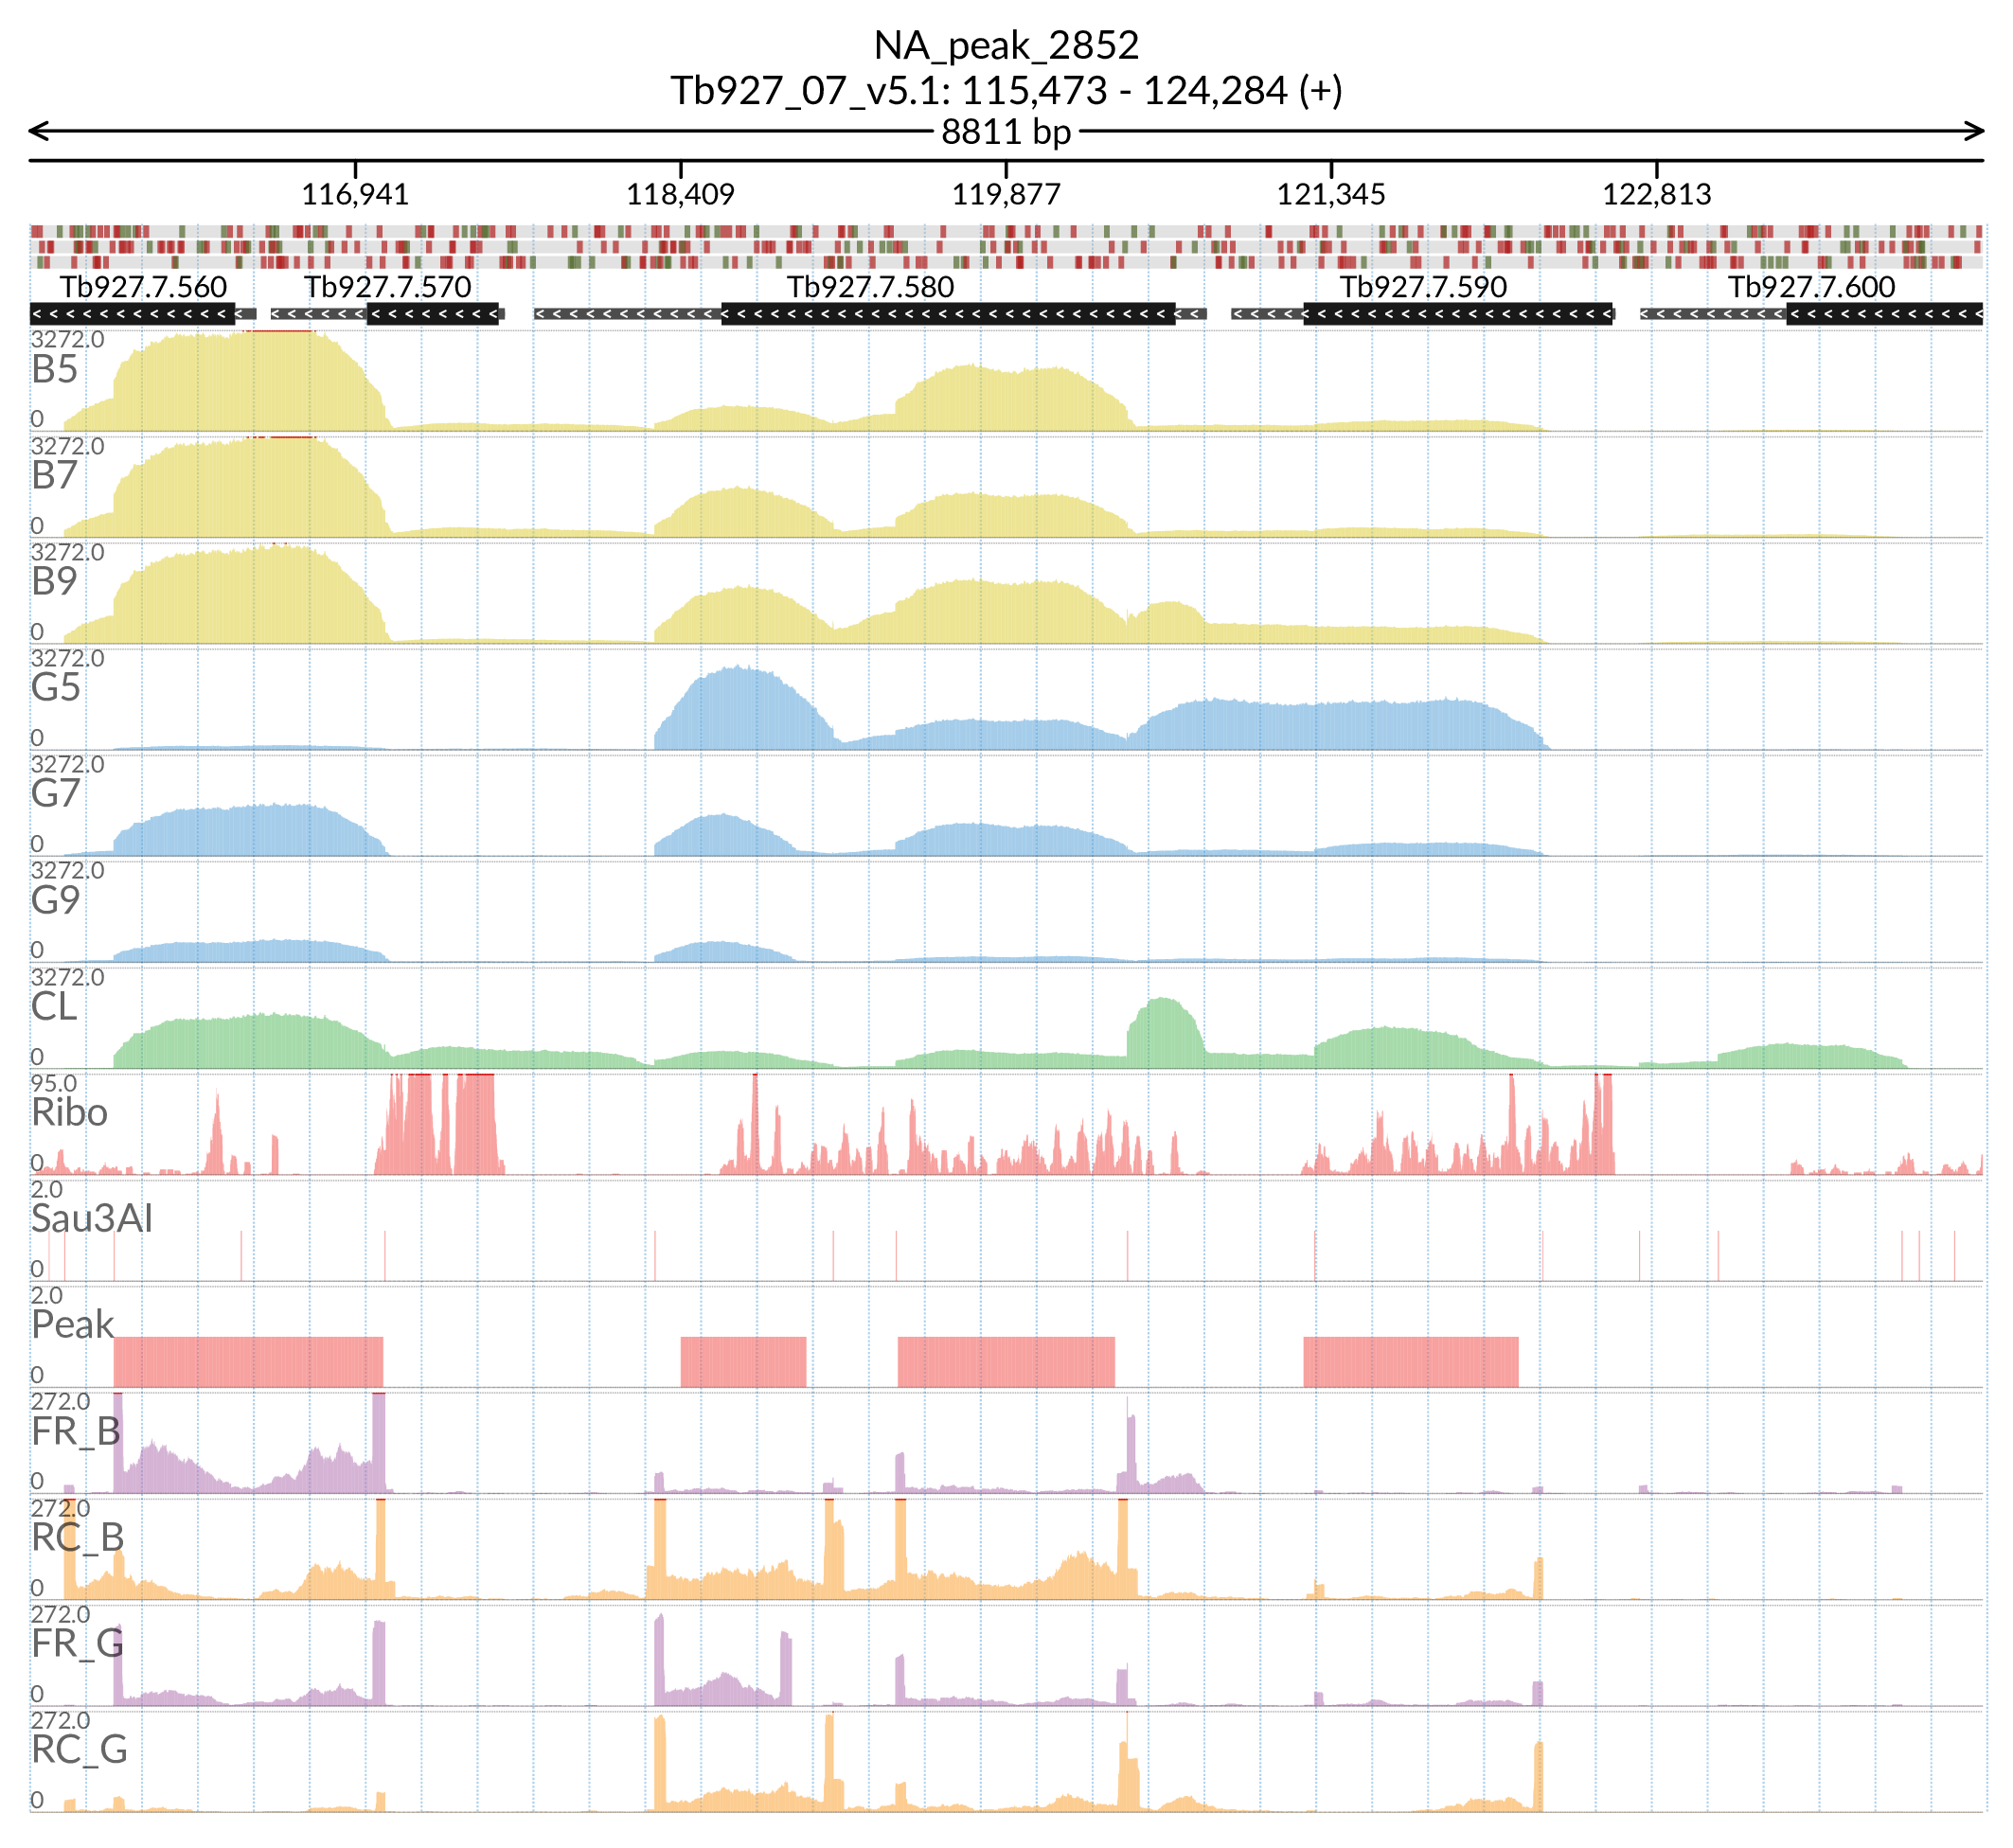 NA_peak_2852
Tb927_07_v5.1: 115,473 - 124,284 (+)
8811 bp
116,941 118,409 119,877 121,345 122,813
Tb927.7.560 Tb927.7.570 Tb927.7.580 Tb927.7.590 Tb927.7.600
3272.0
B5
0
3272.0
B7
0
3272.0
B9
0
3272.0
G5
0
3272.0
G7
0
3272.0
G9
0
3272.0
CL
0
95.0
Ribo
0
2.0
Sau3AI
0
2.0
Peak
0
272.0
FR_B
0
272.0
RC_B
0
272.0
FR_G
0
272.0
RC_G
0